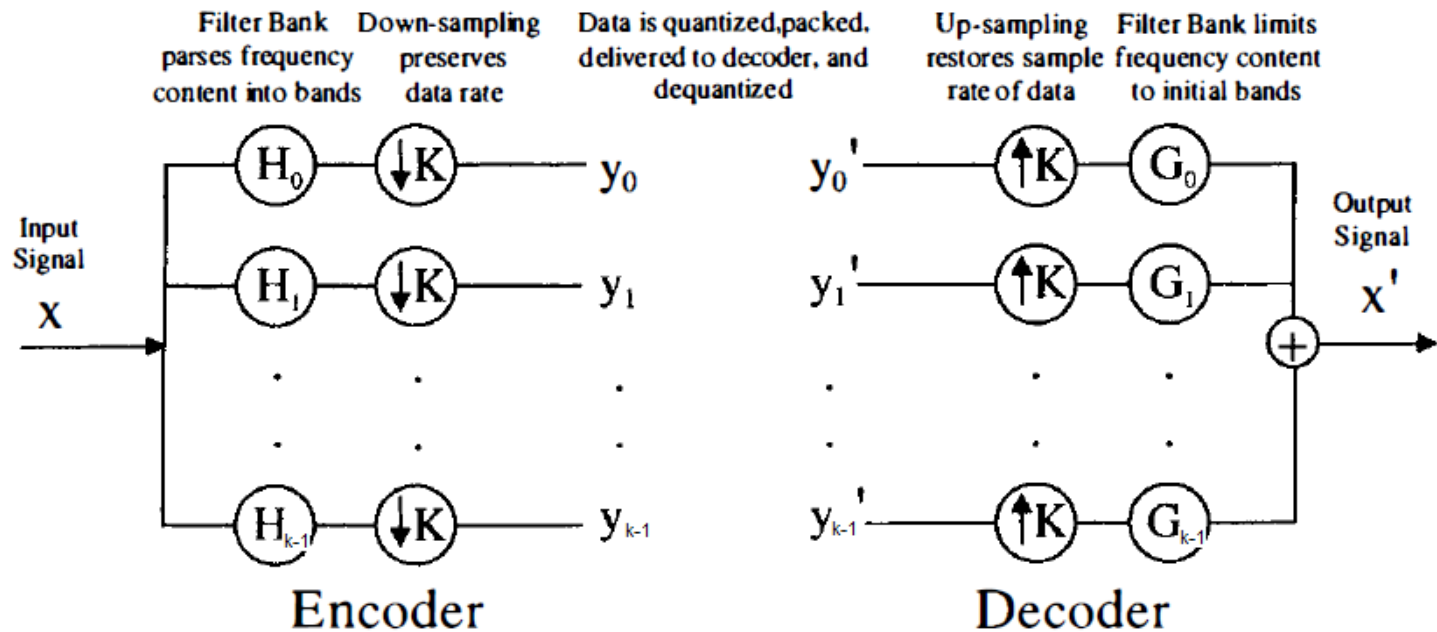 Filter Bank
parses frequency
content into bands
Down-sampling
preserves
data rate
Data is quantized,packed,
delivered to decoder, and
dequantized
Up-sampling
restores sample
rate of data
Filter Bank limits
frequency content
to initial bands
H0
↓K
y0
y0'
↑K
G0
Input
Signal
X
H1
↓K
y1
y1'
↑K
G1
Output
Signal
X'
+
Hk-1
↓K
yk-1
yk-1'
↑K
Gk-1
Encoder
Decoder